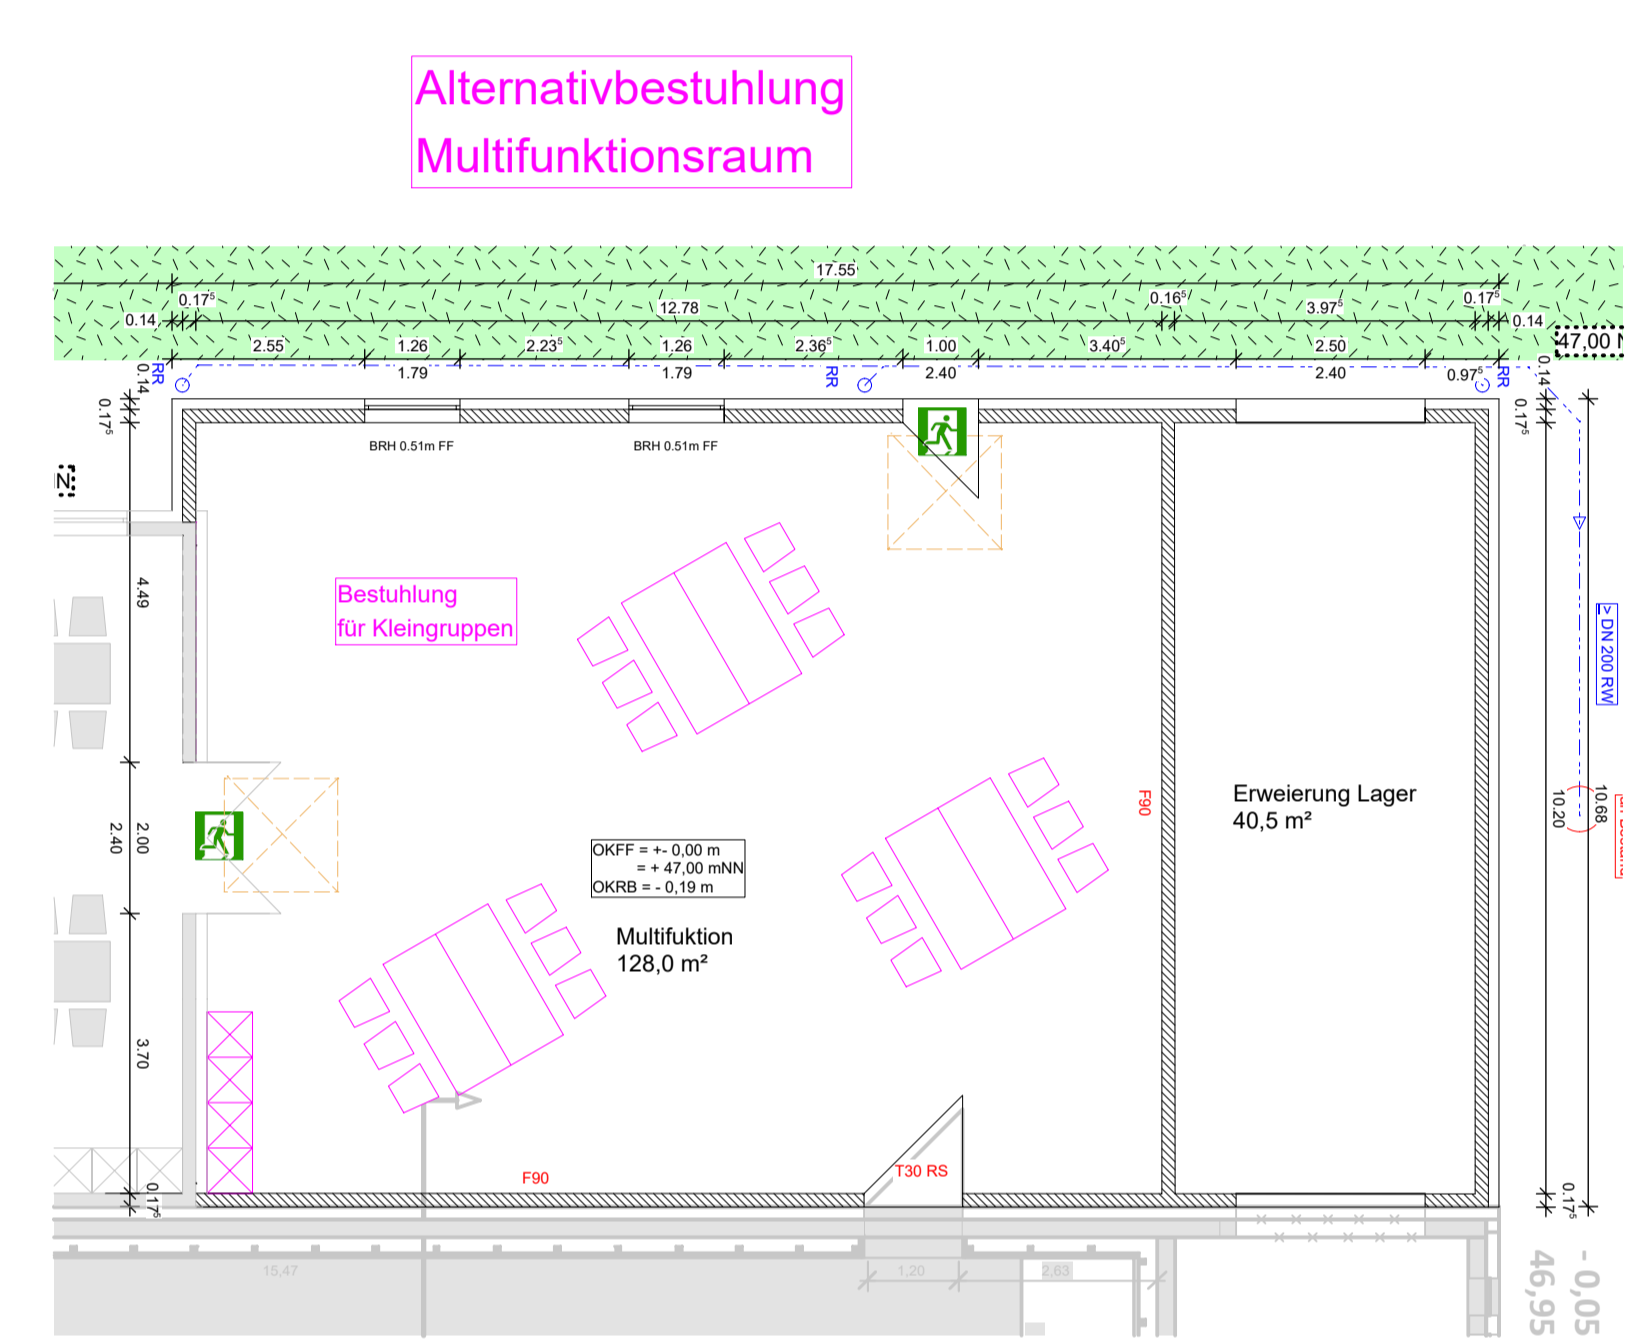 Alternativbestuhlung
Multifunktionsraum
17.55
0.17⁵
12.78
0.16⁵
3.97⁵
0.17⁵
0.14
0.14
47,00
2.55
1.26
2.23⁵
1.26
2.36⁵
1.00
3.40⁵
2.50
1.79
1.79
2.40
2.40
0.97⁵
RR
RR
RR
0.14
0.17⁵
0.14
0.17⁵
BRH 0.51m FF
BRH 0.51m FF
Bestuhlung
für Kleingruppen
4.49
> DN 200 RW
F90
Erweierung Lager
40,5 m²
10.68
10.20
2.00
2.40
OKFF = +- 0,00 m
= + 47,00 mNN
OKRB = - 0,19 m
Multifuktion
128,0 m²
3.70
F90
T30 RS
0.17⁵
0.17⁵
15,47
1,20
2,63
- 0,05
46,95